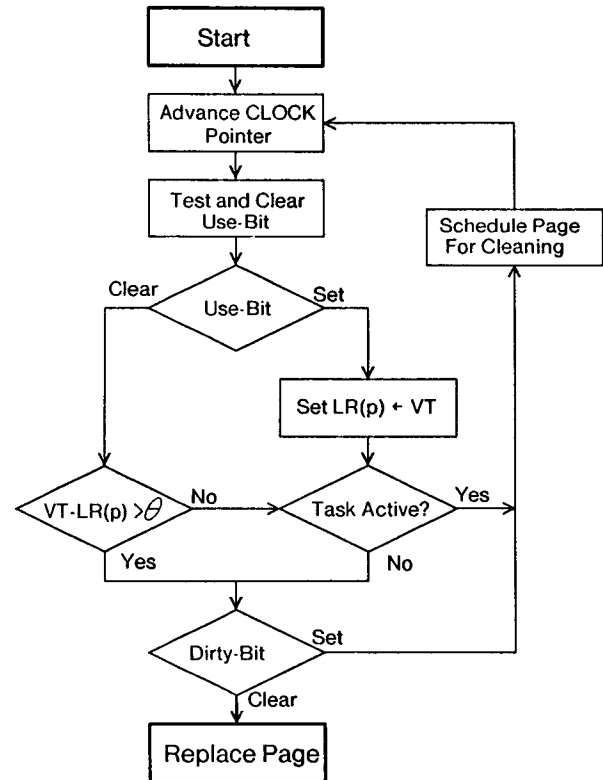 Start
Advance CLOCK
Pointer
Test and Clear
Use-Bit
Schedule Page
For Cleaning
Clear
Use-Bit
Set
Set LR(p) ← VT
VT-LR(p) >θ
No
Task Active?
Yes
Yes
No
Dirty-Bit
Set
Clear
Replace Page